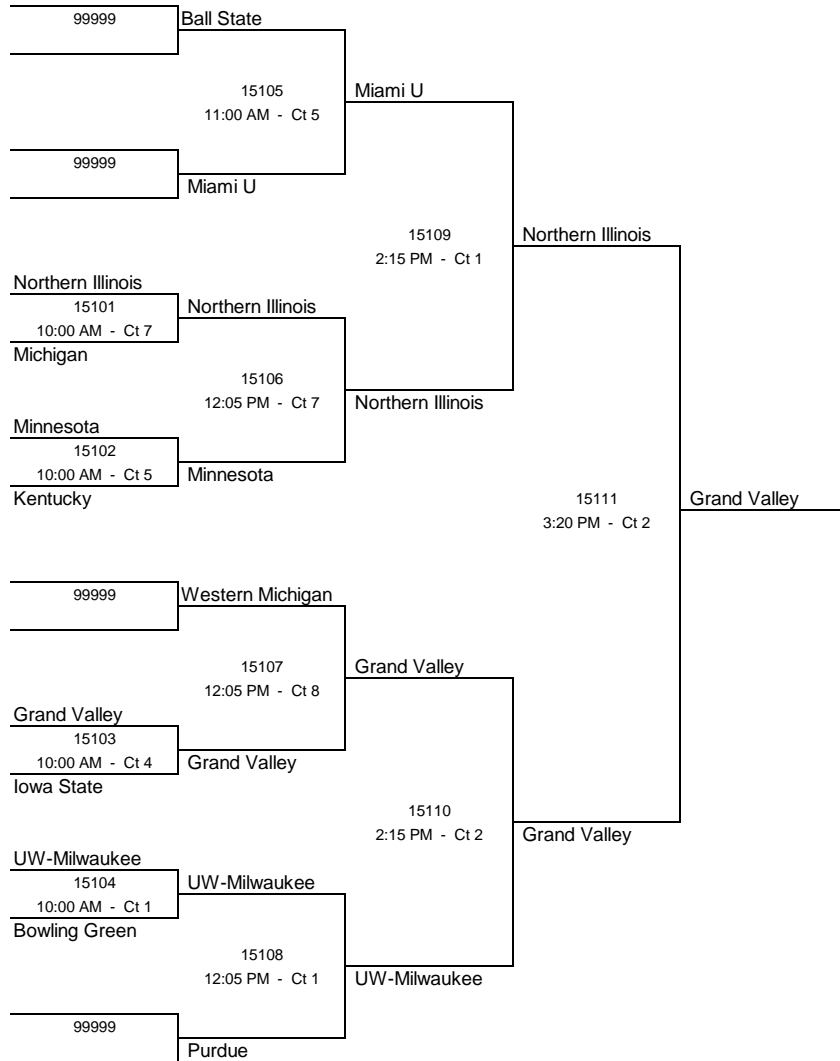 99999
Ball State
15105
11:00 AM - Ct 5
Miami U
99999
Miami U
15109
2:15 PM - Ct 1
Northern Illinois
Northern Illinois
15101
10:00 AM - Ct 7
Michigan
Northern Illinois
15106
12:05 PM - Ct 7
Northern Illinois
Minnesota
15102
10:00 AM - Ct 5
Kentucky
Minnesota
15111
3:20 PM - Ct 2
Grand Valley
99999
Western Michigan
15107
12:05 PM - Ct 8
Grand Valley
Grand Valley
15103
10:00 AM - Ct 4
Iowa State
Grand Valley
15110
2:15 PM - Ct 2
Grand Valley
UW-Milwaukee
15104
10:00 AM - Ct 1
Bowling Green
UW-Milwaukee
15108
12:05 PM - Ct 1
UW-Milwaukee
99999
Purdue